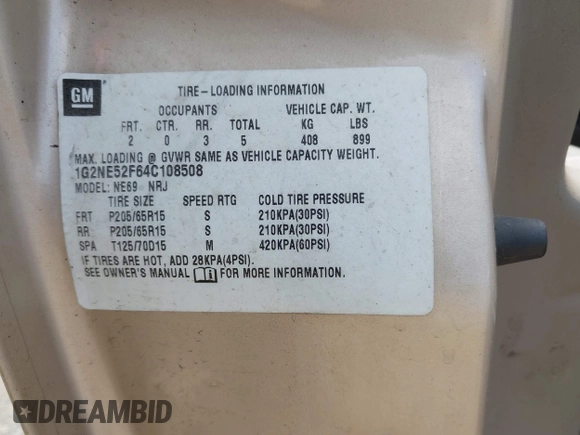 GM
TIRE-LOADING INFORMATION
OCCUPANTS VEHICLE CAP. WT.
FRT. CTR. RR. TOTAL KG LBS
2 0 3 5 408 899
MAX. LOADING @ GVWR SAME AS VEHICLE CAPACITY WEIGHT.
1G2NE52F64C108508
MODEL: NE69 NRJ
TIRE SIZE SPEED RTG COLD TIRE PRESSURE
FRT P205/65R15 S 210KPA(30PSI)
RR P205/65R15 S 210KPA(30PSI)
SPA T125/70D15 M 420KPA(60PSI)
IF TIRES ARE HOT, ADD 28KPA(4PSI).
SEE OWNER'S MANUAL FOR MORE INFORMATION.
DREAMBID